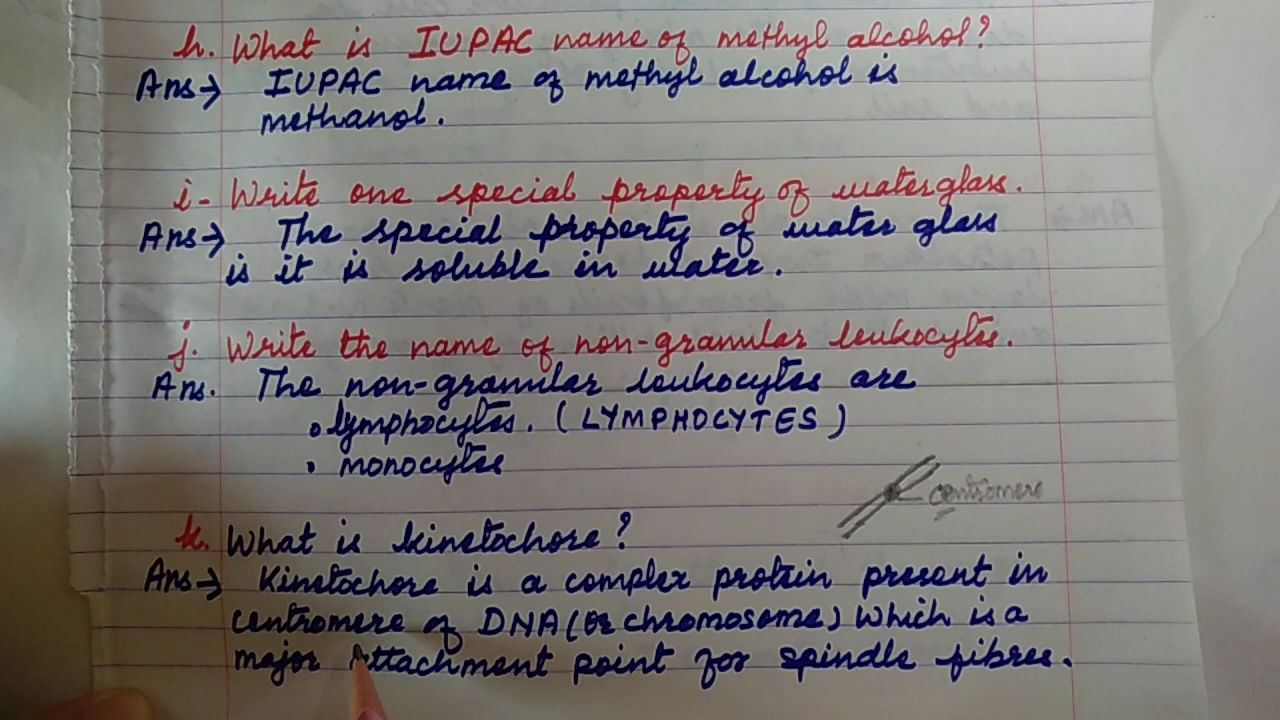 h. What is IUPAC name of methyl alcohol?
Ans→ IUPAC name of methyl alcohol is
methanol.
i- Write one special property of waterglass.
Ans→ The special property of water glass
is it is soluble in water.
j. Write the name of non-granular leukocytes.
Ans. The non-granular leukocytes are
• lymphocytes. (LYMPHOCYTES)
• monocytes
centromere
k. What is kinetochore?
Ans→ Kinetochore is a complex protein present in
centromere of DNA (or chromosome) which is a
major Attachment point for spindle fibres.